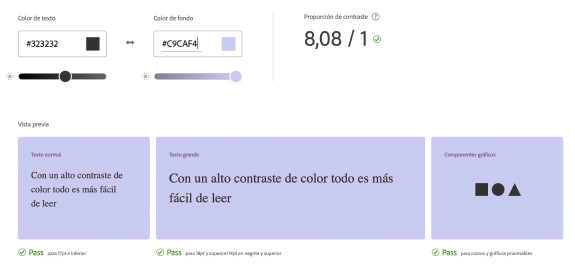 Color de texto
Color de fondo
Proporción de contraste ?
#323232
#C9CAF4
8,08 / 1
Vista previa
Texto normal
Texto grande
Componentes gráficos
Con un alto contraste de
color todo es más fácil
de leer
Con un alto contraste de color todo es más
fácil de leer
Pass para 17pt e inferior
Pass para 18pt y superior/14pt en negrita y superior
Pass para iconos y gráficos procesables